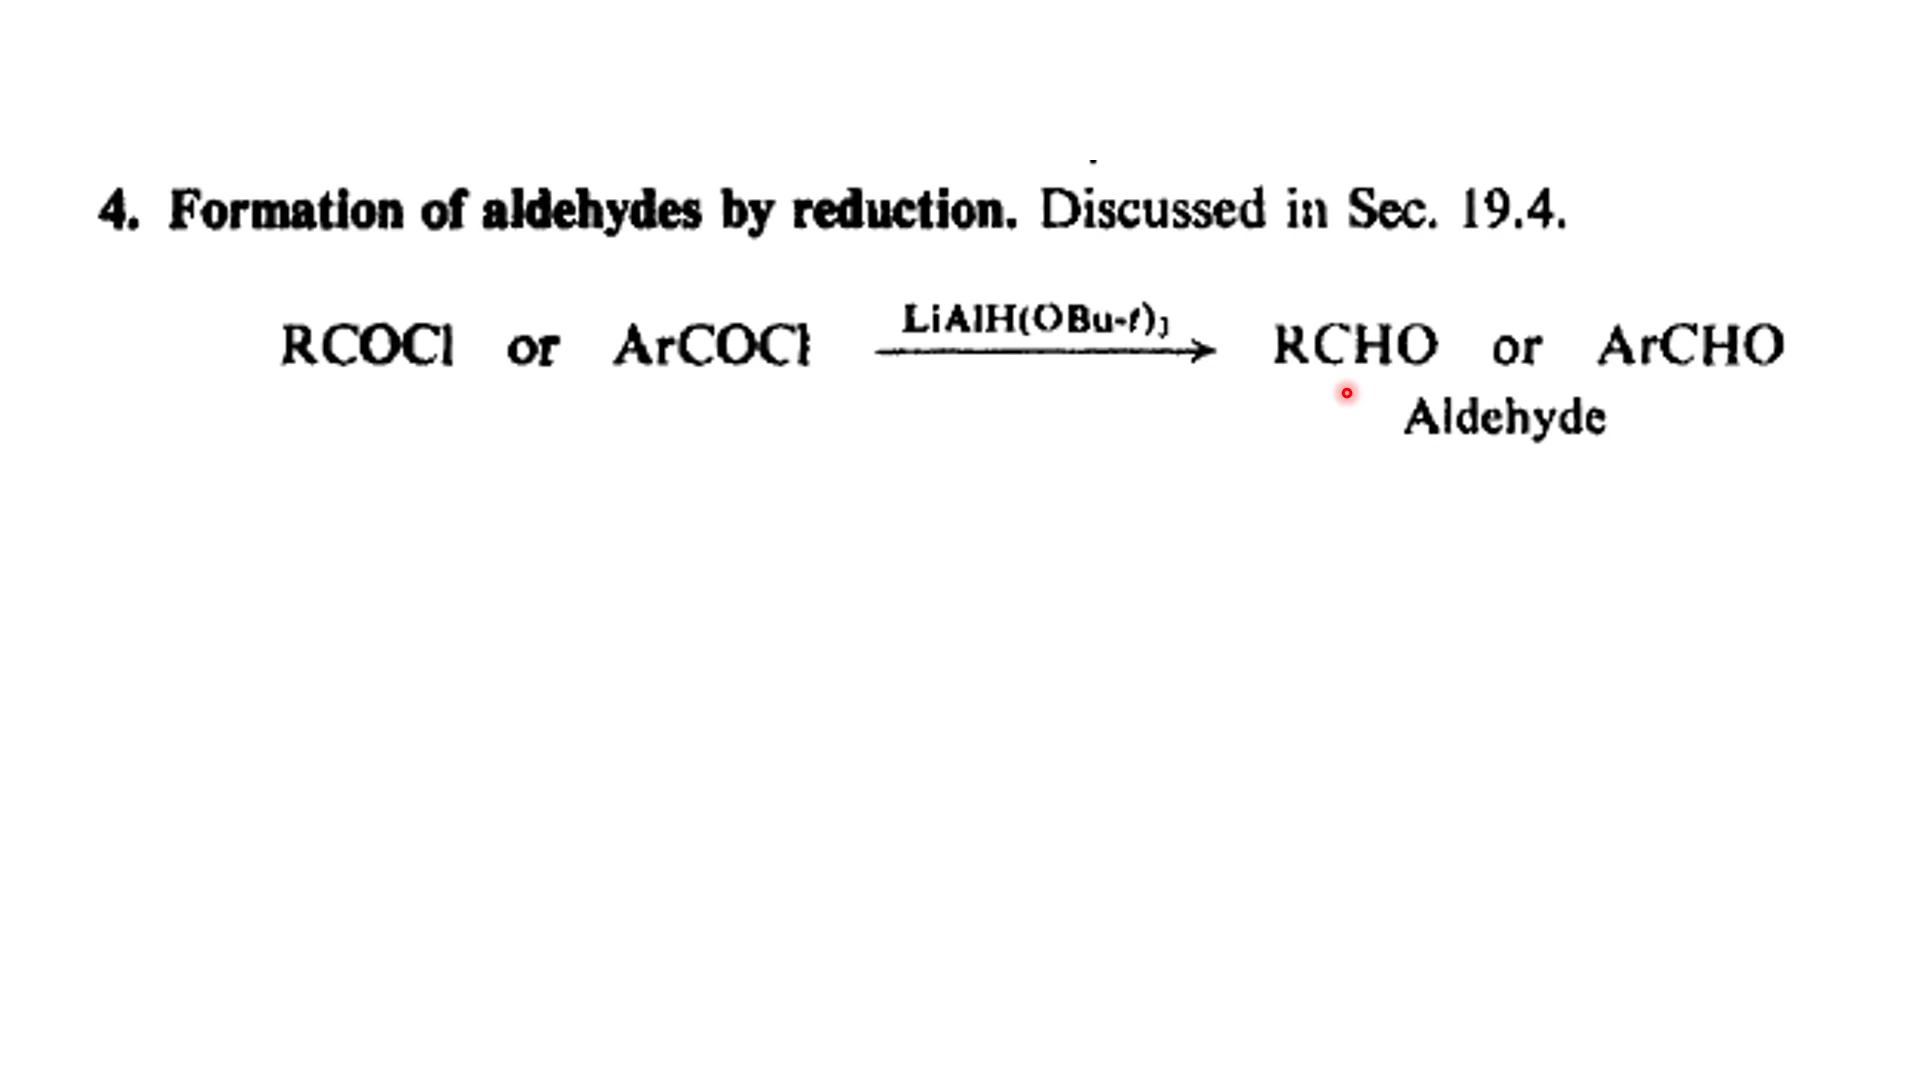 4. Formation of aldehydes by reduction. Discussed in Sec. 19.4.
LiAlH(OBu-t)₃
RCOCl or ArCOCl → RCHO or ArCHO
Aldehyde